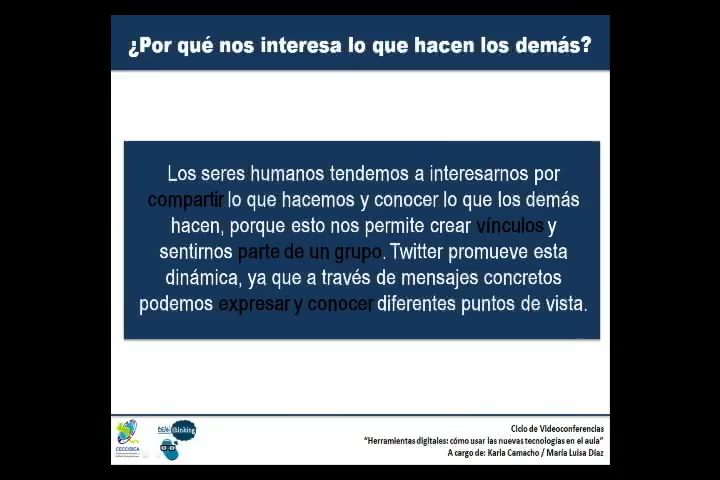 ¿Por qué nos interesa lo que hacen los demás?
Los seres humanos tendemos a interesarnos por
compartir lo que hacemos y conocer lo que los demás
hacen, porque esto nos permite crear vínculos y
sentirnos parte de un grupo. Twitter promueve esta
dinámica, ya que a través de mensajes concretos
podemos expresar y conocer diferentes puntos de vista.
CECCISICA
thinking
Ciclo de Videoconferencias
"Herramientas digitales: cómo usar las nuevas tecnologías en el aula"
A cargo de: Karla Camacho / María Luisa Díaz